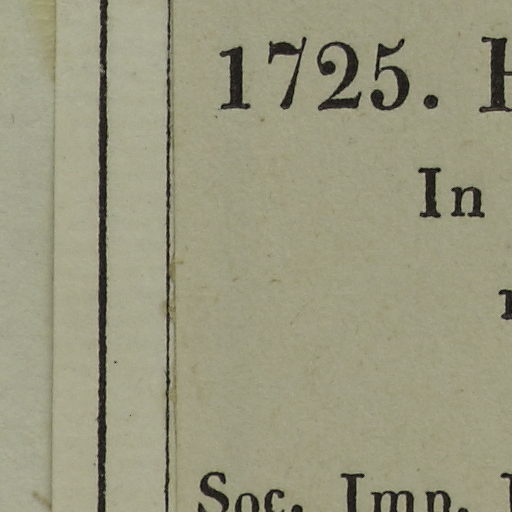 1725.
In
Soc. Imp.